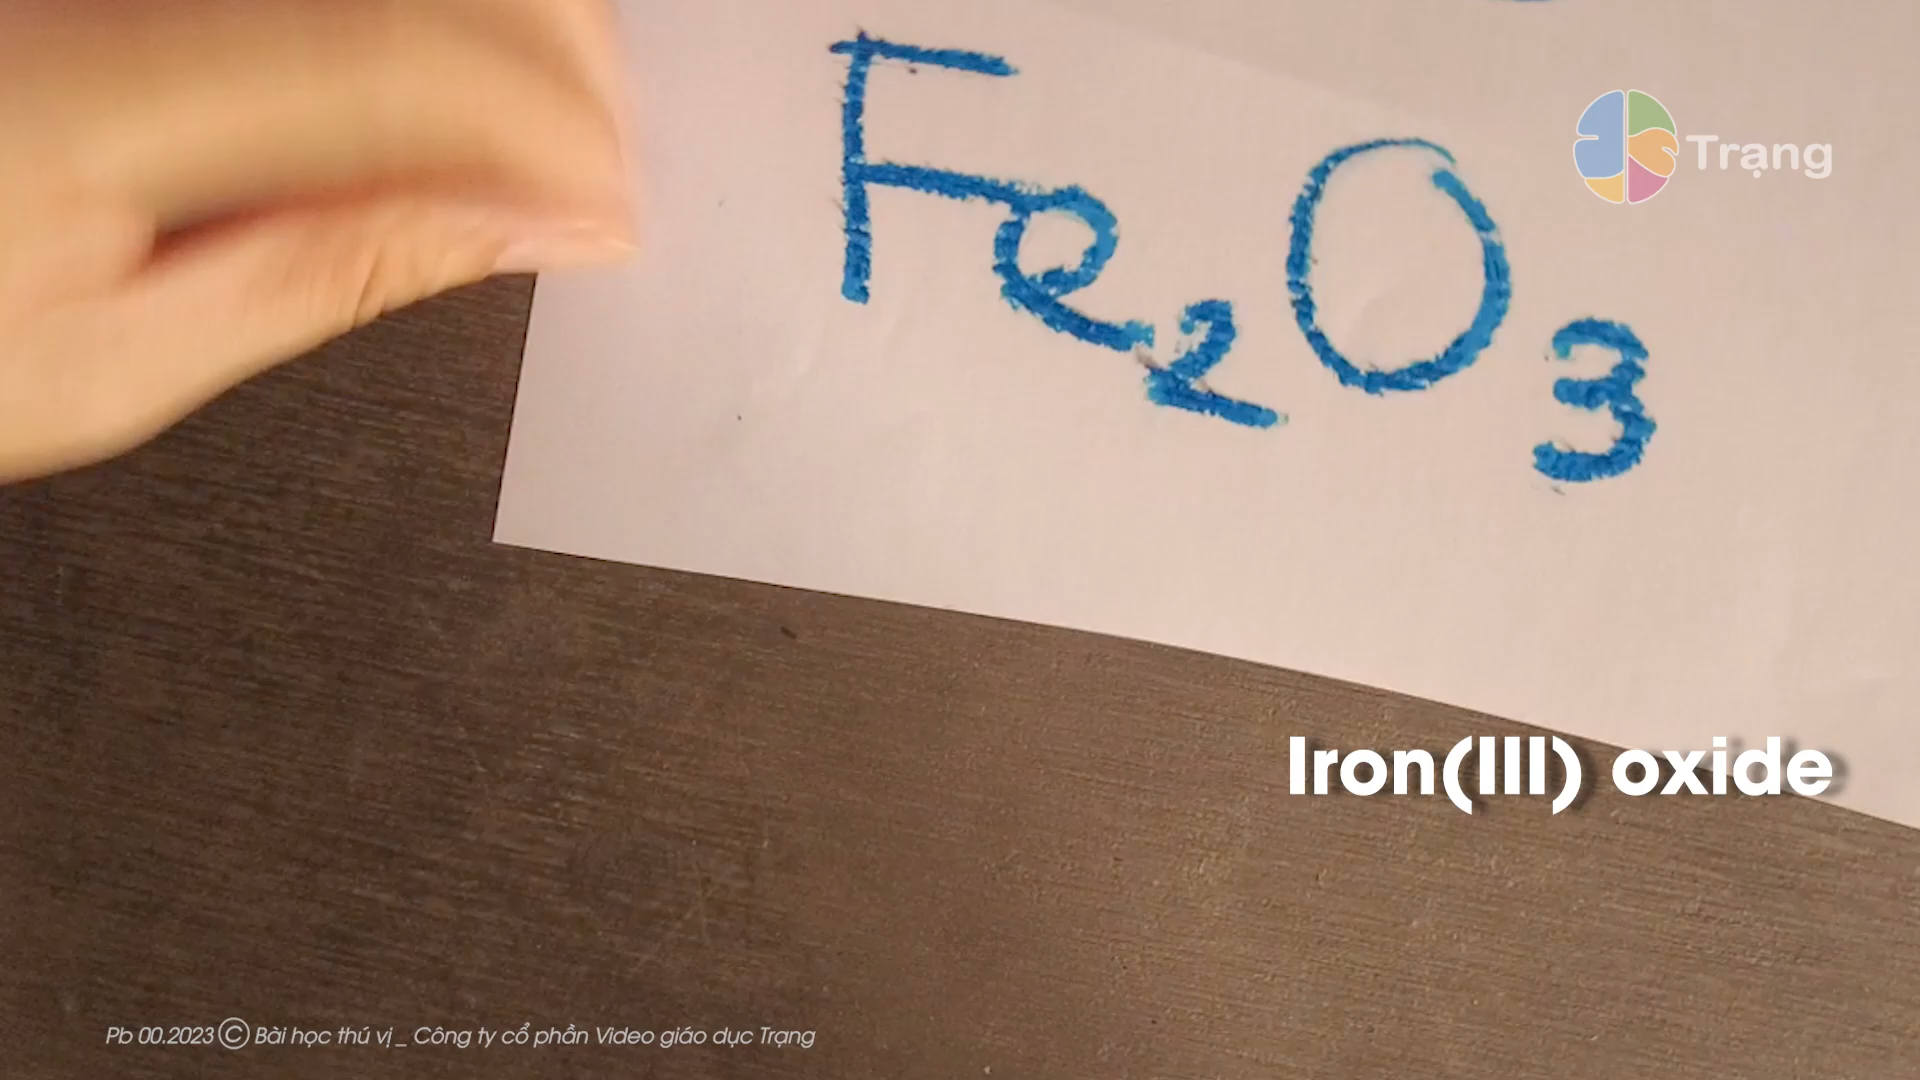 Fe₂O₃
Trạng
Iron(III) oxide
Pb 00.2023 © Bài học thú vị _ Công ty cổ phần Video giáo dục Trạng